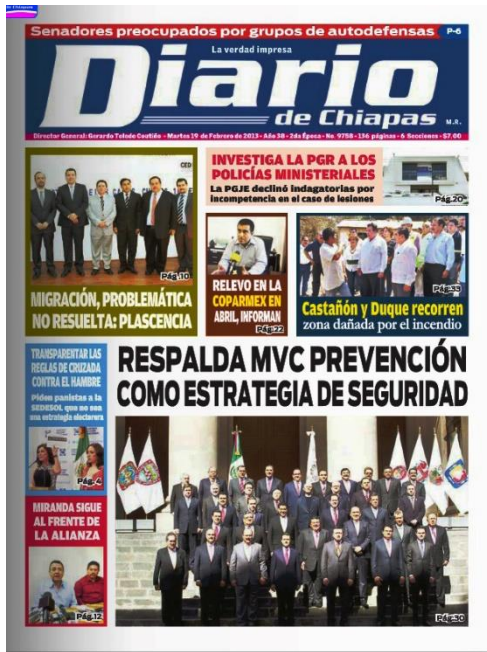 Senadores preocupados por grupos de autodefensas P-6
La verdad impresa
Diario
de Chiapas M.R.
Director General: Gerardo Toledo Coutiño - Martes 19 de Febrero de 2013 - Año 38 - 2da Época - No. 9758 - 136 páginas - 6 Secciones - $7.00
CED
Pág.10
MIGRACIÓN, PROBLEMÁTICA
NO RESUELTA: PLASCENCIA
INVESTIGA LA PGR A LOS
POLICÍAS MINISTERIALES
La PGJE declinó indagatorias por
incompetencia en el caso de lesiones
Pág.20
RELEVO EN LA
COPARMEX EN
ABRIL, INFORMAN
Pág.22
Pág.33
Castañón y Duque recorren
zona dañada por el incendio
TRANSPARENTAR LAS
REGLAS DE CRUZADA
CONTRA EL HAMBRE
Piden panistas a la
SEDESOL que no sea
una estrategia electorera
Pág.4
MIRANDA SIGUE
AL FRENTE DE
LA ALIANZA
Pág.12
RESPALDA MVC PREVENCIÓN
COMO ESTRATEGIA DE SEGURIDAD
Pág.30